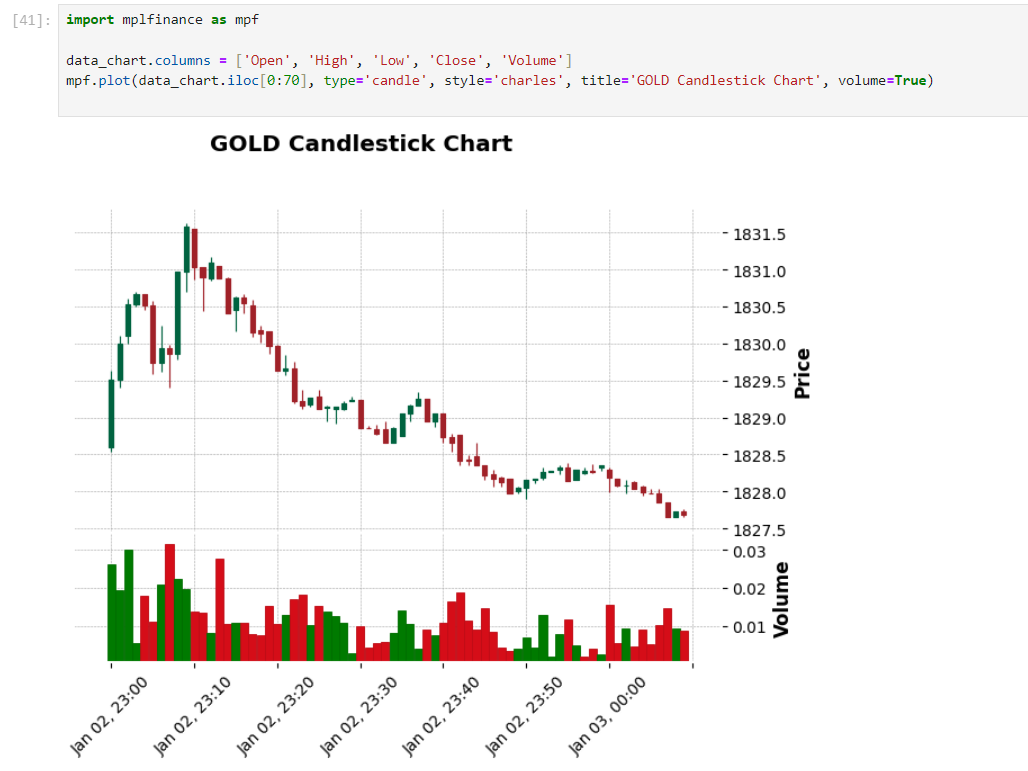 [41]: import mplfinance as mpf
data_chart.columns = ['Open', 'High', 'Low', 'Close', 'Volume']
mpf.plot(data_chart.iloc[0:70], type='candle', style='charles', title='GOLD Candlestick Chart', volume=True)
GOLD Candlestick Chart
1831.5
1831.0
1830.5
1830.0
1829.5
1829.0
1828.5
1828.0
1827.5
Price
0.03
0.02
0.01
Volume
Jan 02, 23:00
Jan 02, 23:10
Jan 02, 23:20
Jan 02, 23:30
Jan 02, 23:40
Jan 02, 23:50
Jan 03, 00:00